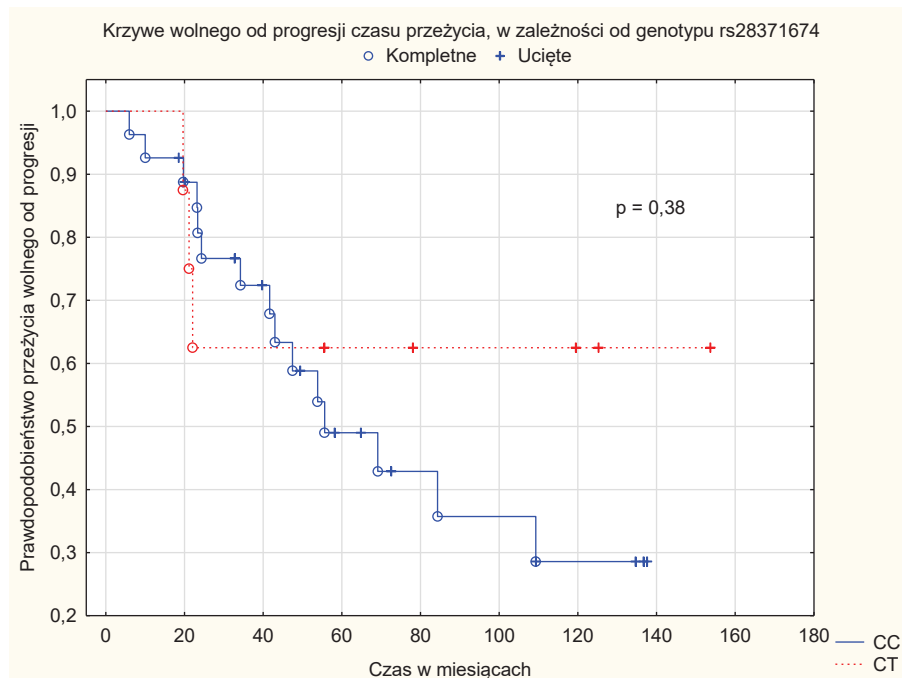 Krzywe wolnego od progresji czasu przeżycia, w zależności od genotypu rs28371674
Kompletne Ucięte
Prawdopodobieństwo przeżycia wolnego od progresji
1,0
0,9
0,8
0,7
0,6
0,5
0,4
0,3
0,2
p = 0,38
0 20 40 60 80 100 120 140 160 180
Czas w miesiącach
CC
CT